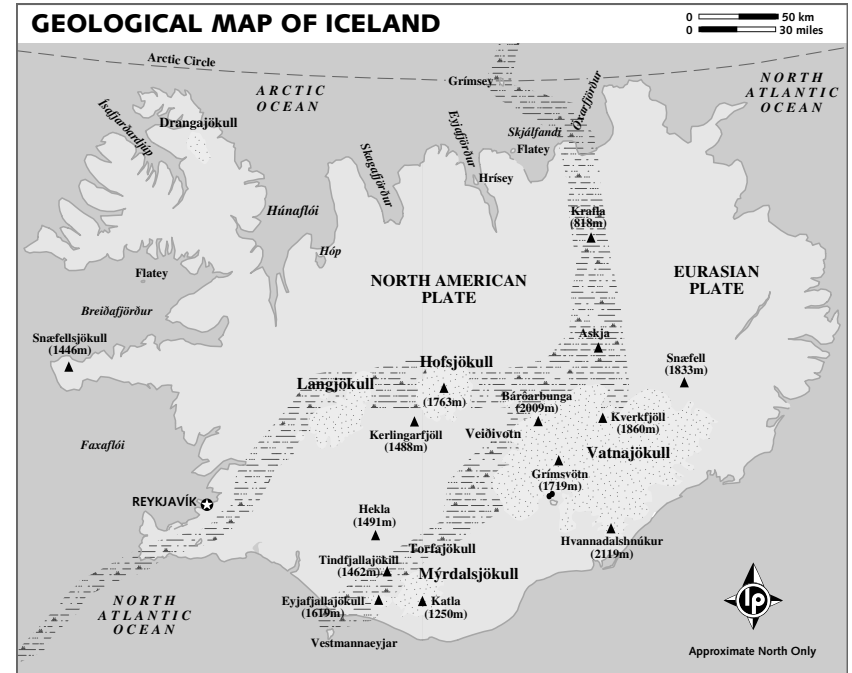 GEOLOGICAL MAP OF ICELAND
0 50 km
0 30 miles
Arctic Circle
Grímsey
ARCTIC
OCEAN
NORTH
ATLANTIC
OCEAN
Öxarfjörður
Ísafjarðardjúp
Drangajökull
Skagafjörður
Eyjafjörður
Skjálfandi
Flatey
Hrísey
Húnaflói
Krafla
(818m)
Hóp
Flatey
NORTH AMERICAN
PLATE
EURASIAN
PLATE
Breiðafjörður
Snæfellsjökull
(1446m)
Askja
Snæfell
(1833m)
Hofsjökull
(1763m)
Langjökull
Bárðarbunga
(2009m)
Kverkfjöll
(1860m)
Kerlingarfjöll
(1488m)
Veiðivotn
Faxaflói
Vatnajökull
Grímsvötn
(1719m)
REYKJAVÍK
Hekla
(1491m)
Hvannadalshnúkur
(2119m)
Torfajökull
Tindfjallajökill
(1462m)
Mýrdalsjökull
Eyjafjallajökull
(1619m)
Katla
(1250m)
NORTH
ATLANTIC
OCEAN
Vestmannaeyjar
lp
Approximate North Only